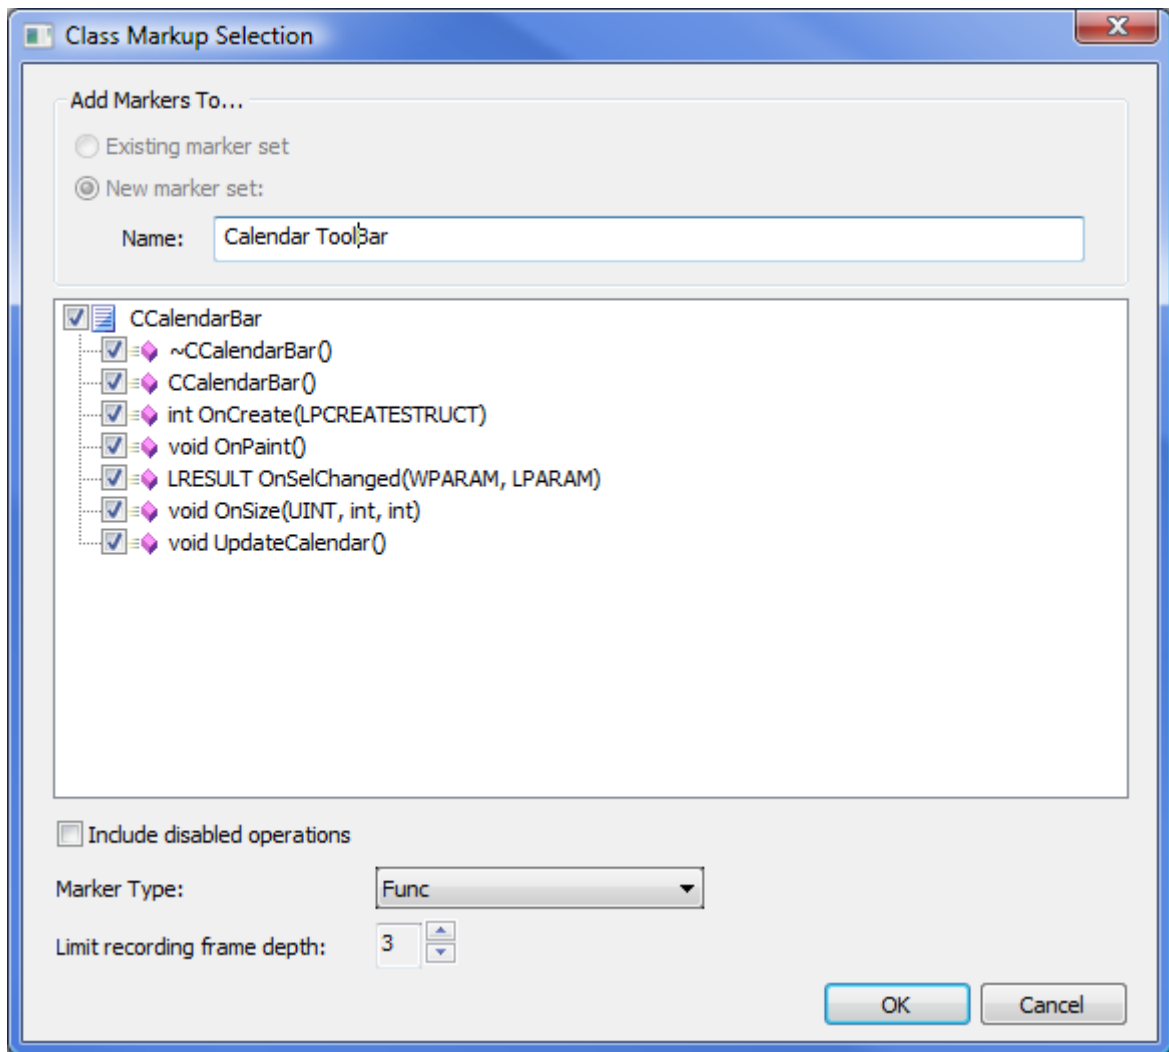 Class Markup Selection
Add Markers To...
Existing marker set
New marker set:
Name: Calendar ToolBar
CCalendarBar
~CCalendarBar()
CCalendarBar()
int OnCreate(LPCREATESTRUCT)
void OnPaint()
LRESULT OnSelChanged(WPARAM, LPARAM)
void OnSize(UINT, int, int)
void UpdateCalendar()
Include disabled operations
Marker Type: Func
Limit recording frame depth: 3
OK Cancel